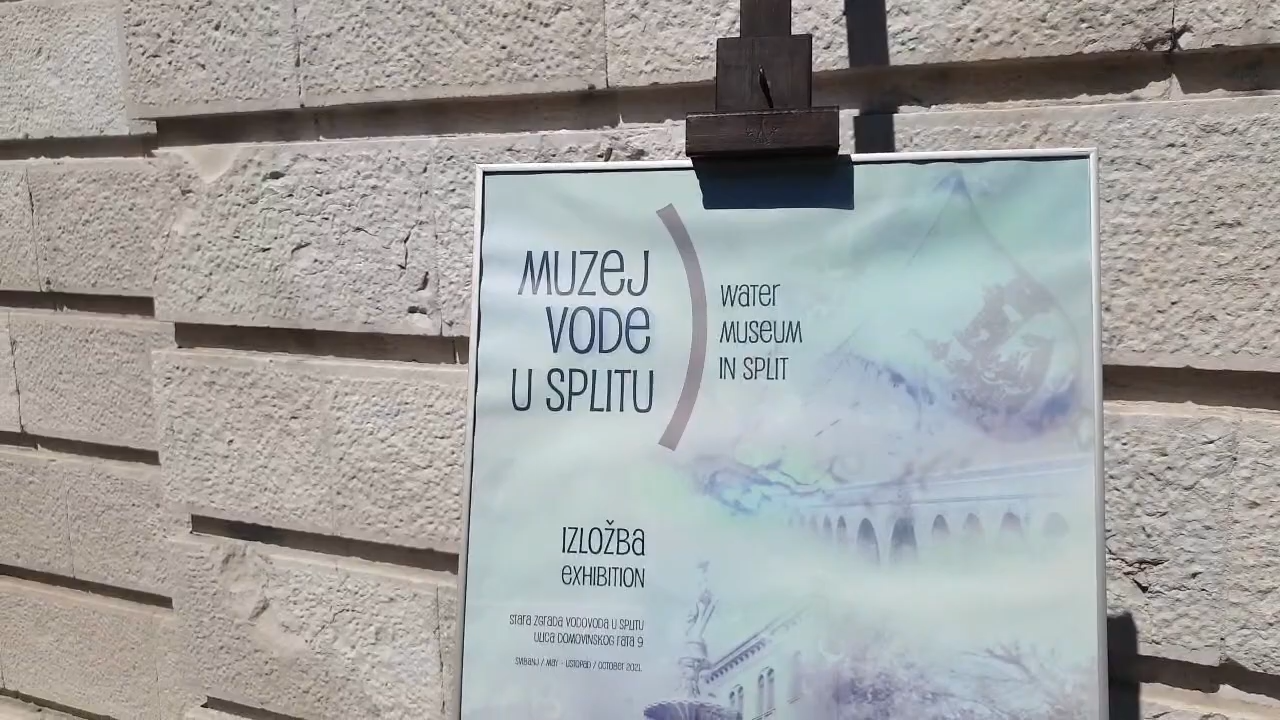 MUZEJ
VODE
U SPLITU
WATER
MUSEUM
IN SPLIT
IZLOŽBA
EXHIBITION
STARA ZGRADA VODOVODA U SPLITU
ULICA DOMOVINSKOG RATA 9
SVIBANJ / MAY - LISTOPAD / OCTOBER 2021.